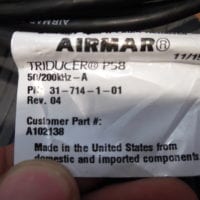 AIRMAR®
11/15
TRIDUCER® P58
50/200kHz-A
31-714-1-01
Rev. 04
Customer Part #:
A102138
Made in the United States from
domestic and imported components